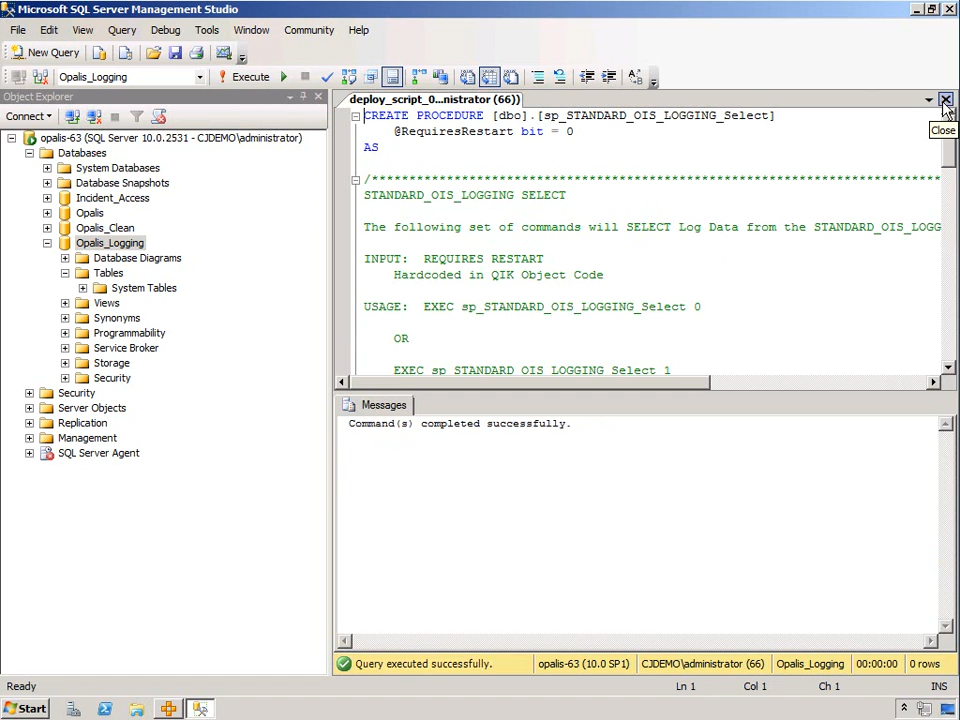 Microsoft SQL Server Management Studio
File Edit View Query Debug Tools Window Community Help
New Query
Opalis_Logging Execute
Object Explorer
Connect
opalis-63 (SQL Server 10.0.2531 - CJDEMO\administrator)
Databases
System Databases
Database Snapshots
Incident_Access
Opalis
Opalis_Clean
Opalis_Logging
Database Diagrams
Tables
System Tables
Views
Synonyms
Programmability
Service Broker
Storage
Security
Security
Server Objects
Replication
Management
SQL Server Agent
deploy_script_0...nistrator (66))
Close
CREATE PROCEDURE [dbo].[sp_STANDARD_OIS_LOGGING_Select]
@RequiresRestart bit = 0
AS
/****************************************************************************
STANDARD_OIS_LOGGING SELECT
The following set of commands will SELECT Log Data from the STANDARD_OIS_LOGG
INPUT: REQUIRES RESTART
Hardcoded in QIK Object Code
USAGE: EXEC sp_STANDARD_OIS_LOGGING_Select 0
OR
EXEC sp_STANDARD_OIS_LOGGING_Select 1
Messages
Command(s) completed successfully.
Query executed successfully. opalis-63 (10.0 SP1) CJDEMO\administrator (66) Opalis_Logging 00:00:00 0 rows
Ready Ln 1 Col 1 Ch 1 INS
Start